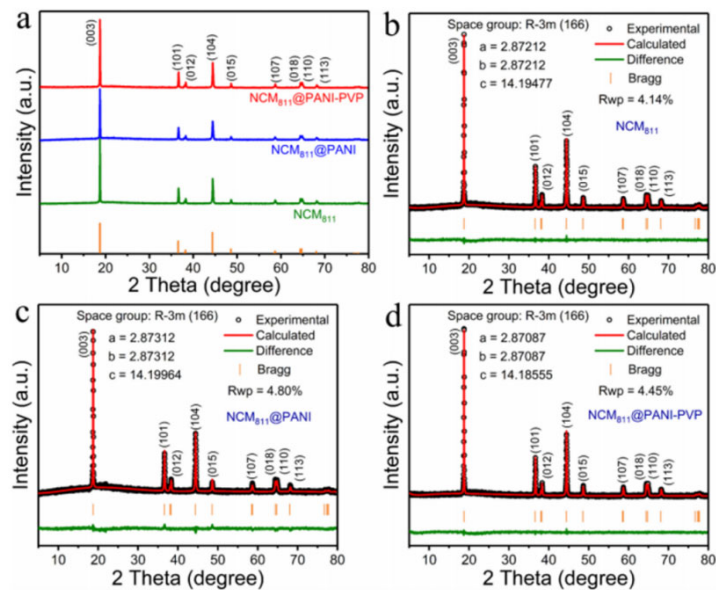 a
Intensity (a.u.)
(003)
(101)
(012)
(104)
(015)
(107)
(018)
(110)
(113)
NCM811@PANI-PVP
NCM811@PANI
NCM811
10 20 30 40 50 60 70 80
2 Theta (degree)
b
Intensity (a.u.)
Space group: R-3m (166)
a = 2.87212
b = 2.87212
c = 14.19477
Experimental
Calculated
Difference
Bragg
Rwp = 4.14%
NCM811
(003)
(101)
(012)
(104)
(015)
(107)
(018)
(110)
(113)
10 20 30 40 50 60 70 80
2 Theta (degree)
c
Intensity (a.u.)
Space group: R-3m (166)
a = 2.87312
b = 2.87312
c = 14.19964
Rwp = 4.80%
Experimental
Calculated
Difference
Bragg
NCM811@PANI
(003)
(101)
(012)
(104)
(015)
(107)
(018)
(110)
(113)
10 20 30 40 50 60 70 80
2 Theta (degree)
d
Intensity (a.u.)
Space group: R-3m (166)
a = 2.87087
b = 2.87087
c = 14.18555
Experimental
Calculated
Difference
Bragg
Rwp = 4.45%
NCM811@PANI-PVP
(003)
(101)
(012)
(104)
(015)
(107)
(018)
(110)
(113)
10 20 30 40 50 60 70 80
2 Theta (degree)